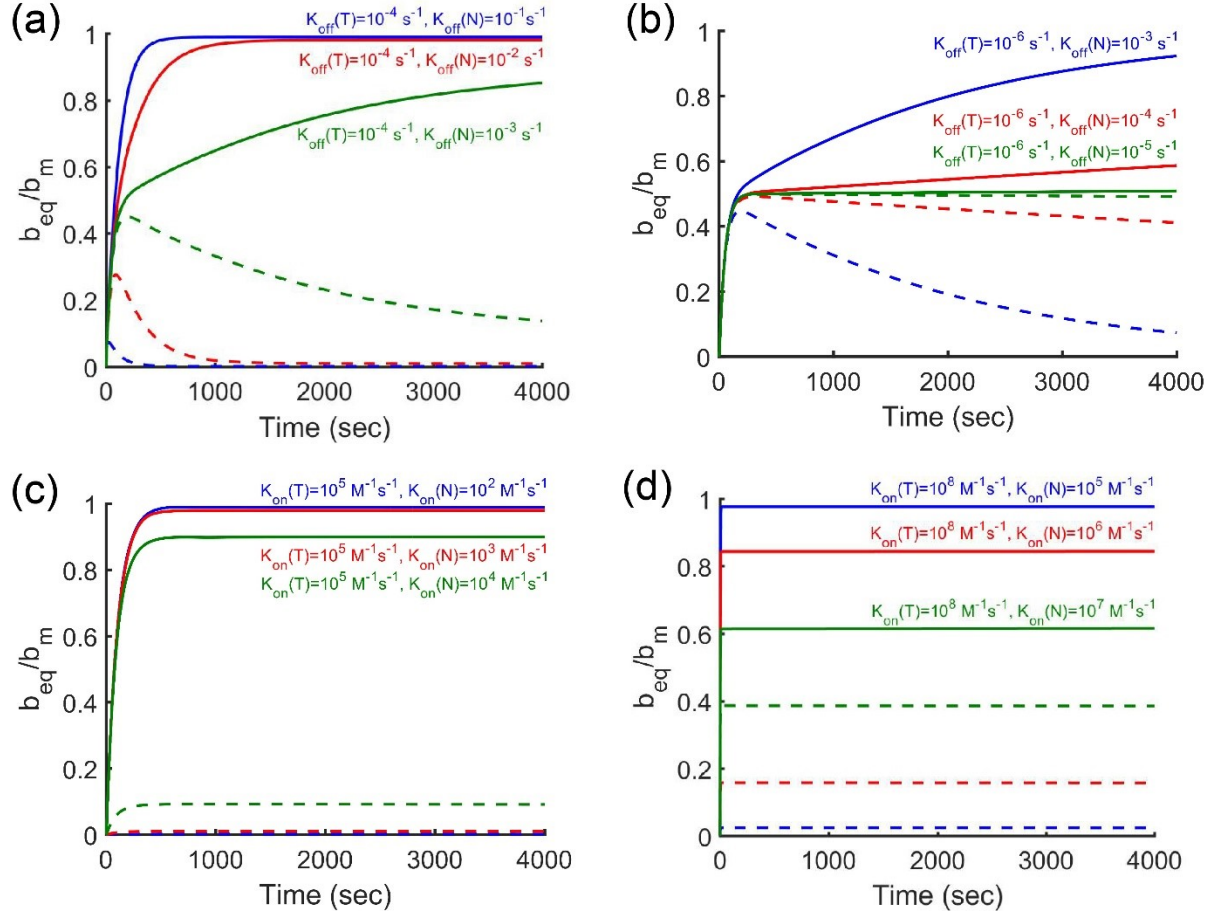 (a)
K_off(T)=10^-4 s^-1, K_off(N)=10^-1 s^-1
K_off(T)=10^-4 s^-1, K_off(N)=10^-2 s^-1
K_off(T)=10^-4 s^-1, K_off(N)=10^-3 s^-1
1
0.8
0.6
0.4
0.2
0
b_eq/b_m
0 1000 2000 3000 4000
Time (sec)
(b)
K_off(T)=10^-6 s^-1, K_off(N)=10^-3 s^-1
K_off(T)=10^-6 s^-1, K_off(N)=10^-4 s^-1
K_off(T)=10^-6 s^-1, K_off(N)=10^-5 s^-1
1
0.8
0.6
0.4
0.2
0
b_eq/b_m
0 1000 2000 3000 4000
Time (sec)
(c)
K_on(T)=10^5 M^-1s^-1, K_on(N)=10^2 M^-1s^-1
K_on(T)=10^5 M^-1s^-1, K_on(N)=10^3 M^-1s^-1
K_on(T)=10^5 M^-1s^-1, K_on(N)=10^4 M^-1s^-1
1
0.8
0.6
0.4
0.2
0
b_eq/b_m
0 1000 2000 3000 4000
Time (sec)
(d)
K_on(T)=10^8 M^-1s^-1, K_on(N)=10^5 M^-1s^-1
K_on(T)=10^8 M^-1s^-1, K_on(N)=10^6 M^-1s^-1
K_on(T)=10^8 M^-1s^-1, K_on(N)=10^7 M^-1s^-1
1
0.8
0.6
0.4
0.2
0
b_eq/b_m
0 1000 2000 3000 4000
Time (sec)